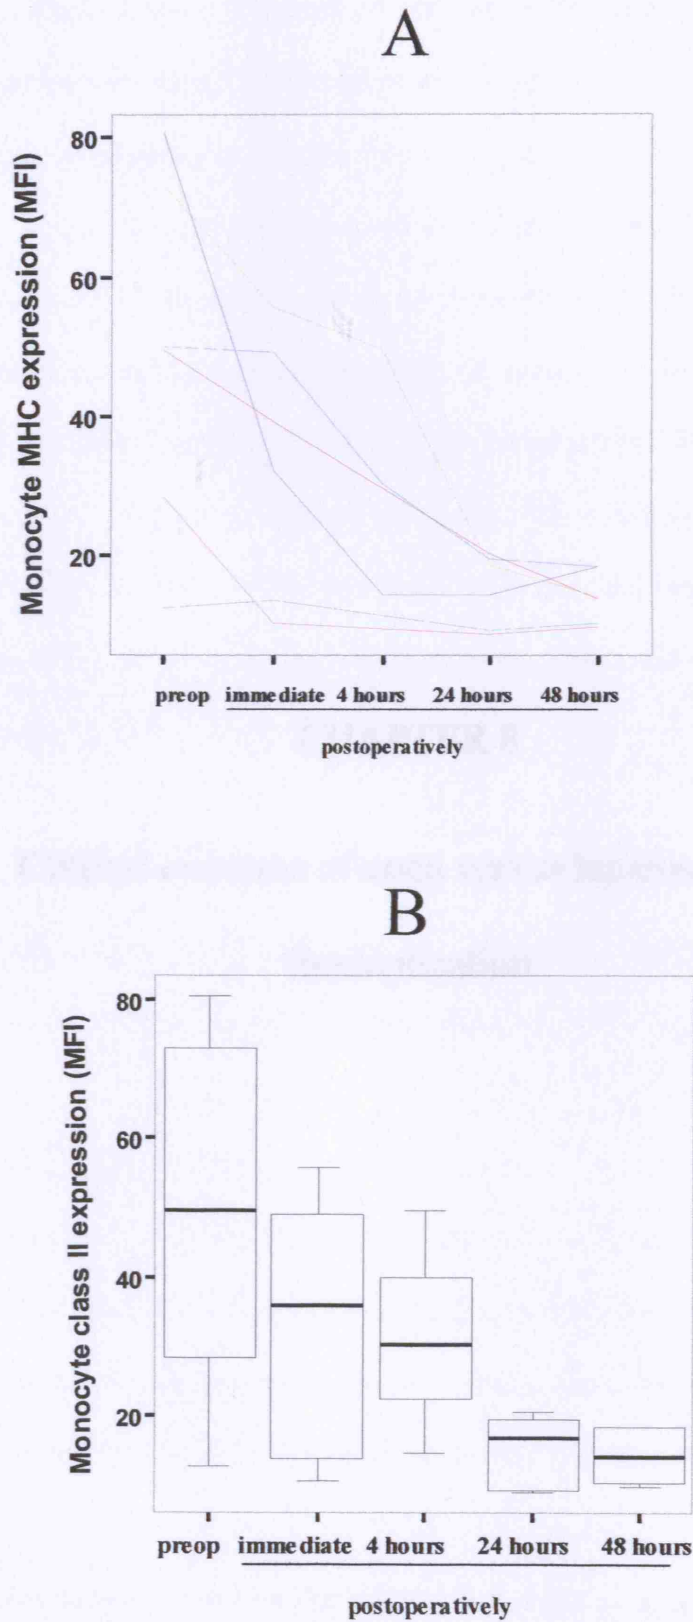 A
Monocyte MHC expression (MFI)
80
60
40
20
preop immediate 4 hours 24 hours 48 hours
postoperatively
B
Monocyte class II expression (MFI)
80
60
40
20
preop immediate 4 hours 24 hours 48 hours
postoperatively